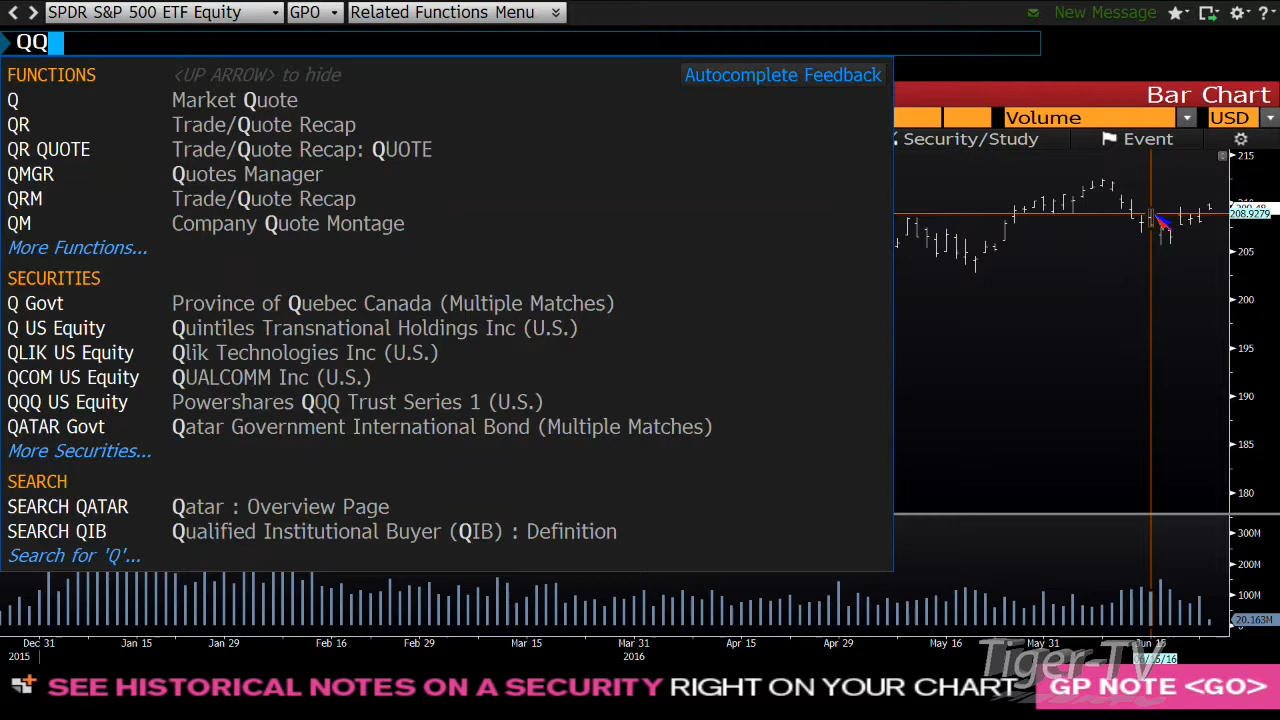 SPDR S&P 500 ETF Equity GPO Related Functions Menu New Message ?
QQ
FUNCTIONS <UP ARROW> to hide Autocomplete Feedback
Q Market Quote
QR Trade/Quote Recap
QR QUOTE Trade/Quote Recap: QUOTE
QMGR Quotes Manager
QRM Trade/Quote Recap
QM Company Quote Montage
More Functions...
SECURITIES
Q Govt Province of Quebec Canada (Multiple Matches)
Q US Equity Quintiles Transnational Holdings Inc (U.S.)
QLIK US Equity Qlik Technologies Inc (U.S.)
QCOM US Equity QUALCOMM Inc (U.S.)
QQQ US Equity Powershares QQQ Trust Series 1 (U.S.)
QATAR Govt Qatar Government International Bond (Multiple Matches)
More Securities...
SEARCH
SEARCH QATAR Qatar : Overview Page
SEARCH QIB Qualified Institutional Buyer (QIB) : Definition
Search for 'Q'...
Bar Chart
Volume USD
Security/Study Event
215
208.9279
205
200
195
190
185
180
300M
200M
100M
20.163M
Dec 31 Jan 15 Jan 29 Feb 16 Feb 29 Mar 15 Mar 31 Apr 15 Apr 29 May 16 May 31 Jun 15
2015 2016
Tiger-TV
SEE HISTORICAL NOTES ON A SECURITY RIGHT ON YOUR CHART GP NOTE <GO>